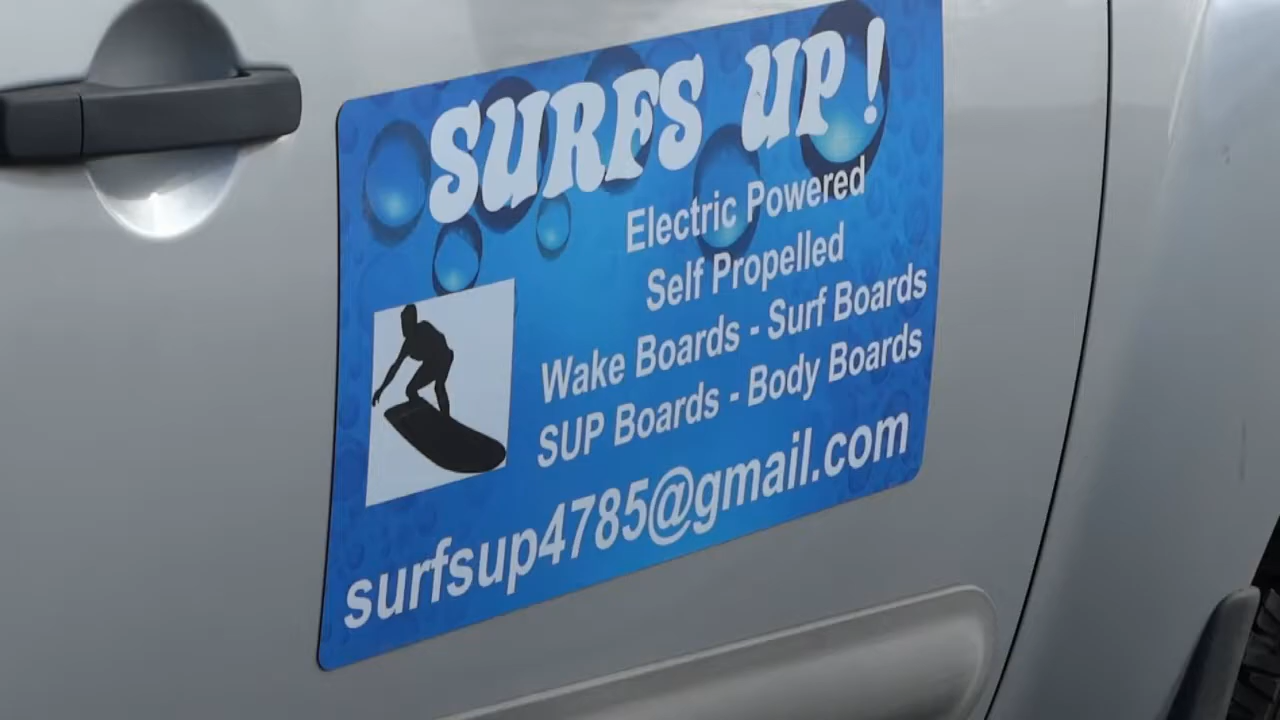 SURFS UP!
Electric Powered
Self Propelled
Wake Boards - Surf Boards
SUP Boards - Body Boards
surfsup4785@gmail.com